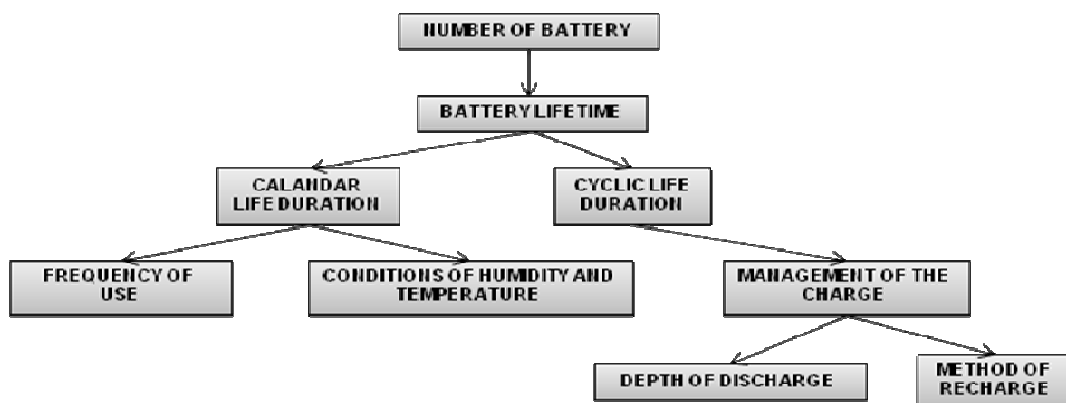 NUMBER OF BATTERY
BATTERY LIFETIME
CALANDAR
LIFE DURATION
CYCLIC LIFE
DURATION
FREQUENCY OF
USE
CONDITIONS OF HUMIDITY AND
TEMPERATURE
MANAGEMENT OF THE
CHARGE
DEPTH OF DISCHARGE
METHOD OF
RECHARGE